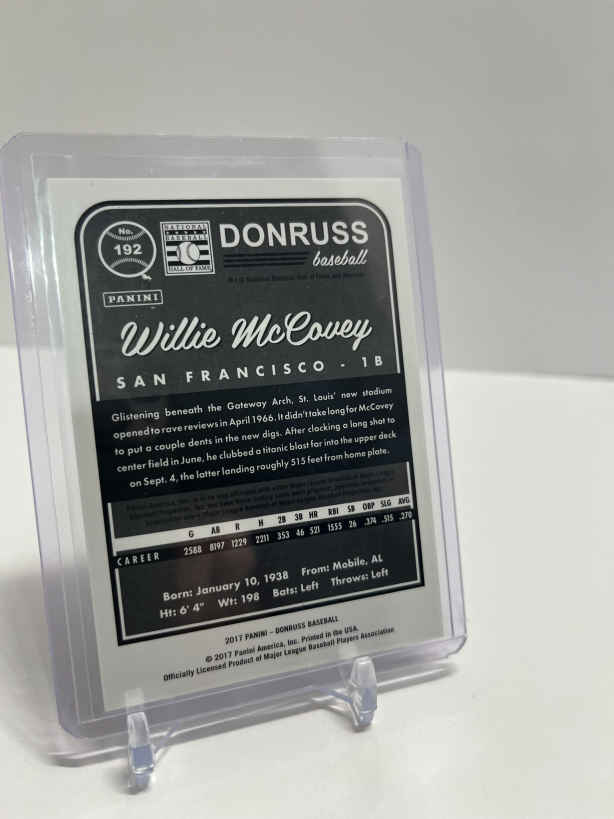 No.
192
NATIONAL
BASEBALL
HALL OF FAME
DONRUSS
baseball
PANINI
Willie McCovey
SAN FRANCISCO - 1B
Glistening beneath the Gateway Arch, St. Louis' new stadium
opened to rave reviews in April 1966. It didn't take long for McCovey
to put a couple dents in the new digs. After clocking a long shot to
center field in June, he clubbed a titanic blast far into the upper deck
on Sept. 4, the latter landing roughly 515 feet from home plate.
G AB R H 2B 3B HR RBI SB OBP SLG AVG
CAREER 2588 8197 1229 2211 353 46 521 1555 26 .374 .515 .270
Born: January 10, 1938 From: Mobile, AL
Ht: 6' 4" Wt: 198 Bats: Left Throws: Left
2017 PANINI – DONRUSS BASEBALL
© 2017 Panini America, Inc. Printed in the USA.
Officially Licensed Product of Major League Baseball Players Association